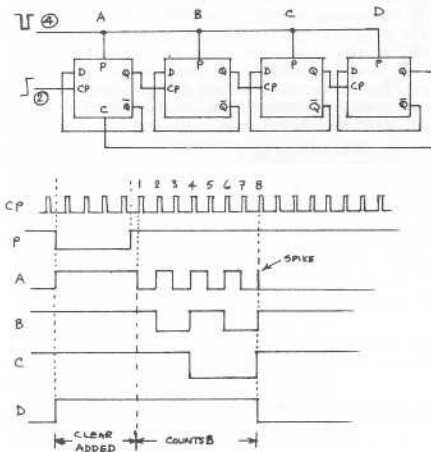 ④ A B C D
D P Q D P Q D P Q D P Q
② CP CP CP CP
C Q̅ Q̅ Q̅ Q̅
1 2 3 4 5 6 7 8
CP
P
SPIKE
A
B
C
D
CLEAR COUNTS 8
ADDED